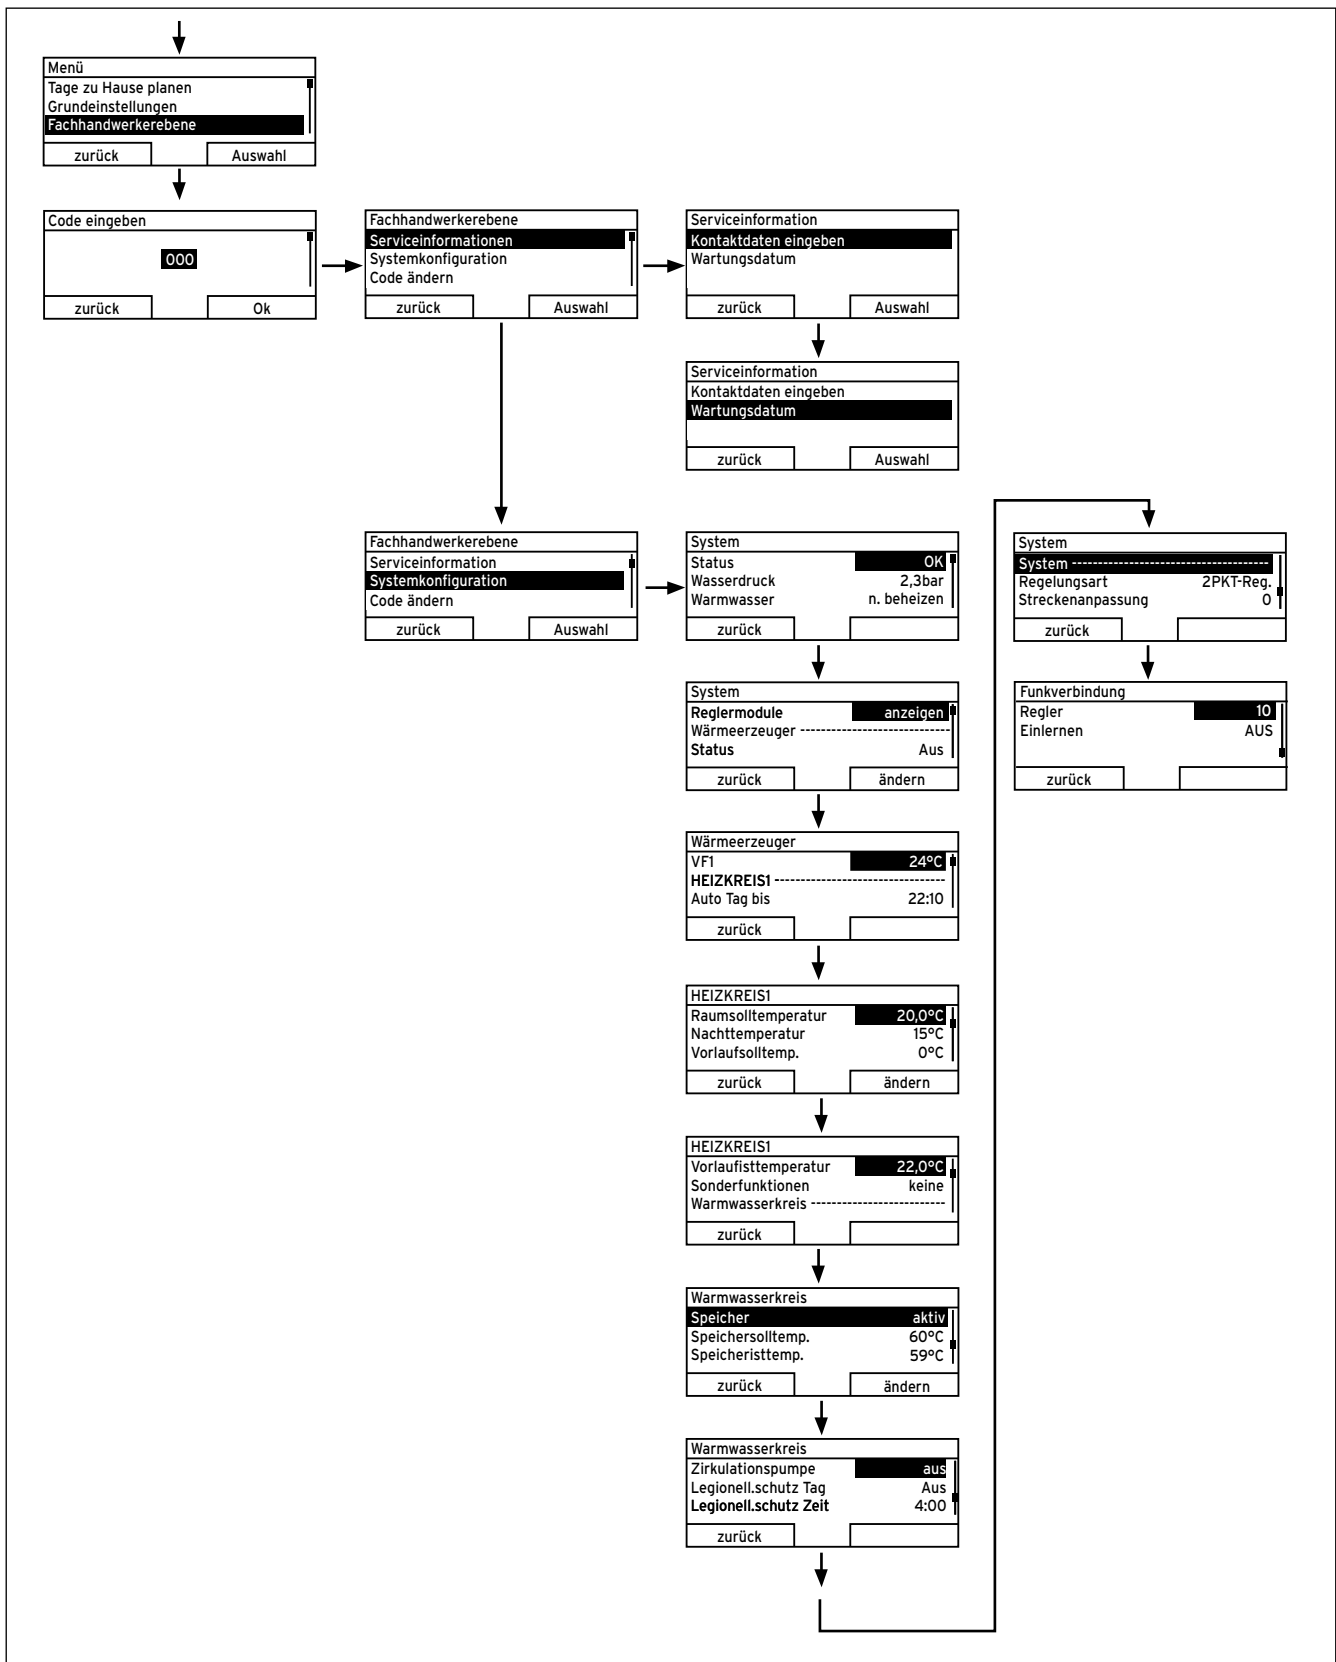 Menü
Tage zu Hause planen
Grundeinstellungen
Fachhandwerkerebene
zurück Auswahl
Code eingeben
000
zurück Ok
Fachhandwerkerebene
Serviceinformationen
Systemkonfiguration
Code ändern
zurück Auswahl
Serviceinformation
Kontaktdaten eingeben
Wartungsdatum
zurück Auswahl
Serviceinformation
Kontaktdaten eingeben
Wartungsdatum
zurück Auswahl
Fachhandwerkerebene
Serviceinformation
Systemkonfiguration
Code ändern
zurück Auswahl
System
Status OK
Wasserdruck 2,3bar
Warmwasser n. beheizen
zurück
System
Reglermodule anzeigen
Wärmeerzeuger ----------------------------
Status Aus
zurück ändern
Wärmeerzeuger
VF1 24°C
HEIZKREIS1 --------------------------------
Auto Tag bis 22:10
zurück
HEIZKREIS1
Raumsolltemperatur 20,0°C
Nachttemperatur 15°C
Vorlaufsolltemp. 0°C
zurück ändern
HEIZKREIS1
Vorlaufisttemperatur 22,0°C
Sonderfunktionen keine
Warmwasserkreis -------------------------
zurück
Warmwasserkreis
Speicher aktiv
Speichersolltemp. 60°C
Speicheristtemp. 59°C
zurück ändern
Warmwasserkreis
Zirkulationspumpe aus
Legionell.schutz Tag Aus
Legionell.schutz Zeit 4:00
zurück
System
System -------------------------------------
Regelungsart 2PKT-Reg.
Streckenanpassung 0
zurück
Funkverbindung
Regler 10
Einlernen AUS
zurück